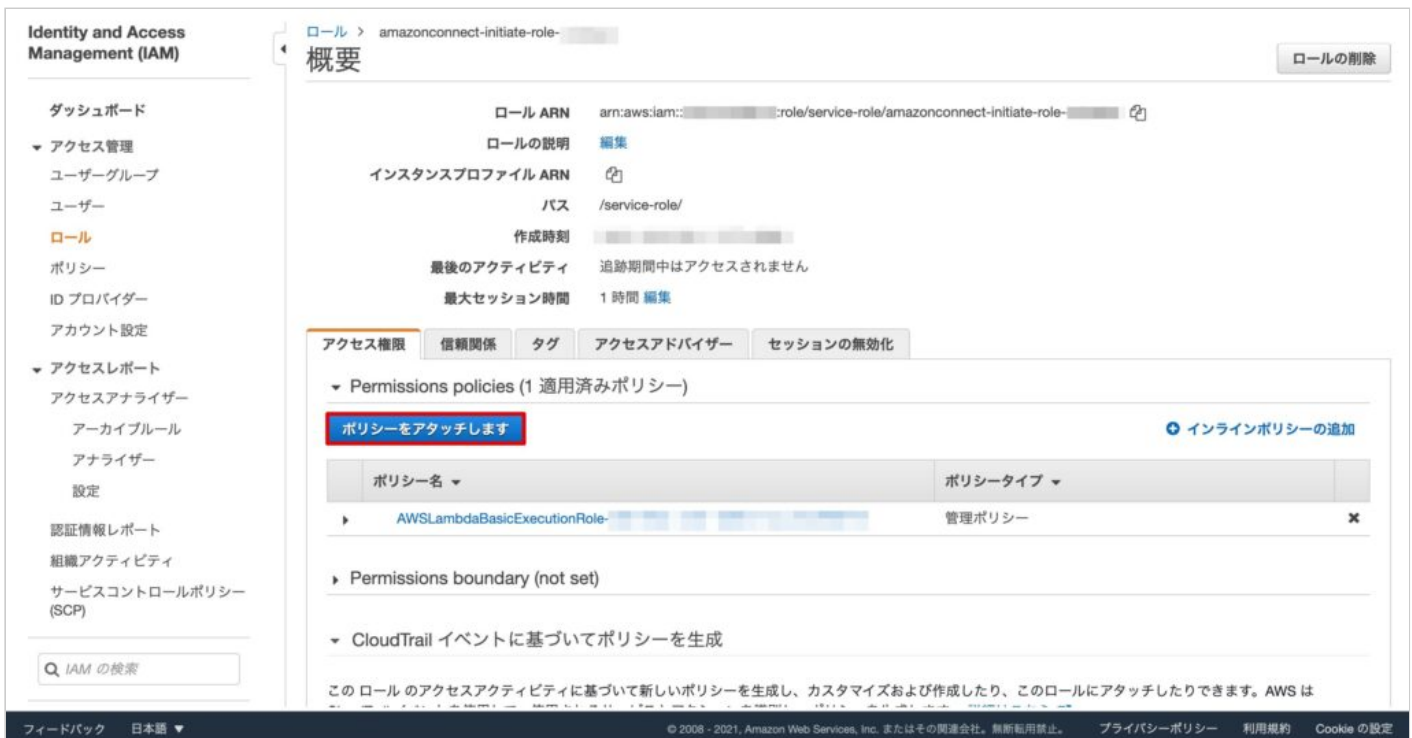 Identity and Access
Management (IAM)
ダッシュボード
アクセス管理
ユーザーグループ
ユーザー
ロール
ポリシー
ID プロバイダー
アカウント設定
アクセスレポート
アクセスアナライザー
アーカイブルール
アナライザー
設定
認証情報レポート
組織アクティビティ
サービスコントロールポリシー
(SCP)
IAM の検索
ロール > amazonconnect-initiate-role-
概要
ロールの削除
ロール ARN arn:aws:iam:: :role/service-role/amazonconnect-initiate-role-
ロールの説明 編集
インスタンスプロファイル ARN
パス /service-role/
作成時刻
最後のアクティビティ 追跡期間中はアクセスされません
最大セッション時間 1 時間 編集
アクセス権限 信頼関係 タグ アクセスアドバイザー セッションの無効化
Permissions policies (1 適用済みポリシー)
ポリシーをアタッチします インラインポリシーの追加
ポリシー名 ポリシータイプ
AWSLambdaBasicExecutionRole- 管理ポリシー
Permissions boundary (not set)
CloudTrail イベントに基づいてポリシーを生成
この ロール のアクセスアクティビティに基づいて新しいポリシーを生成し、カスタマイズおよび作成したり、このロールにアタッチしたりできます。AWS は
フィードバック 日本語 © 2008 - 2021, Amazon Web Services, Inc. またはその関連会社。無断転用禁止。 プライバシーポリシー 利用規約 Cookie の設定